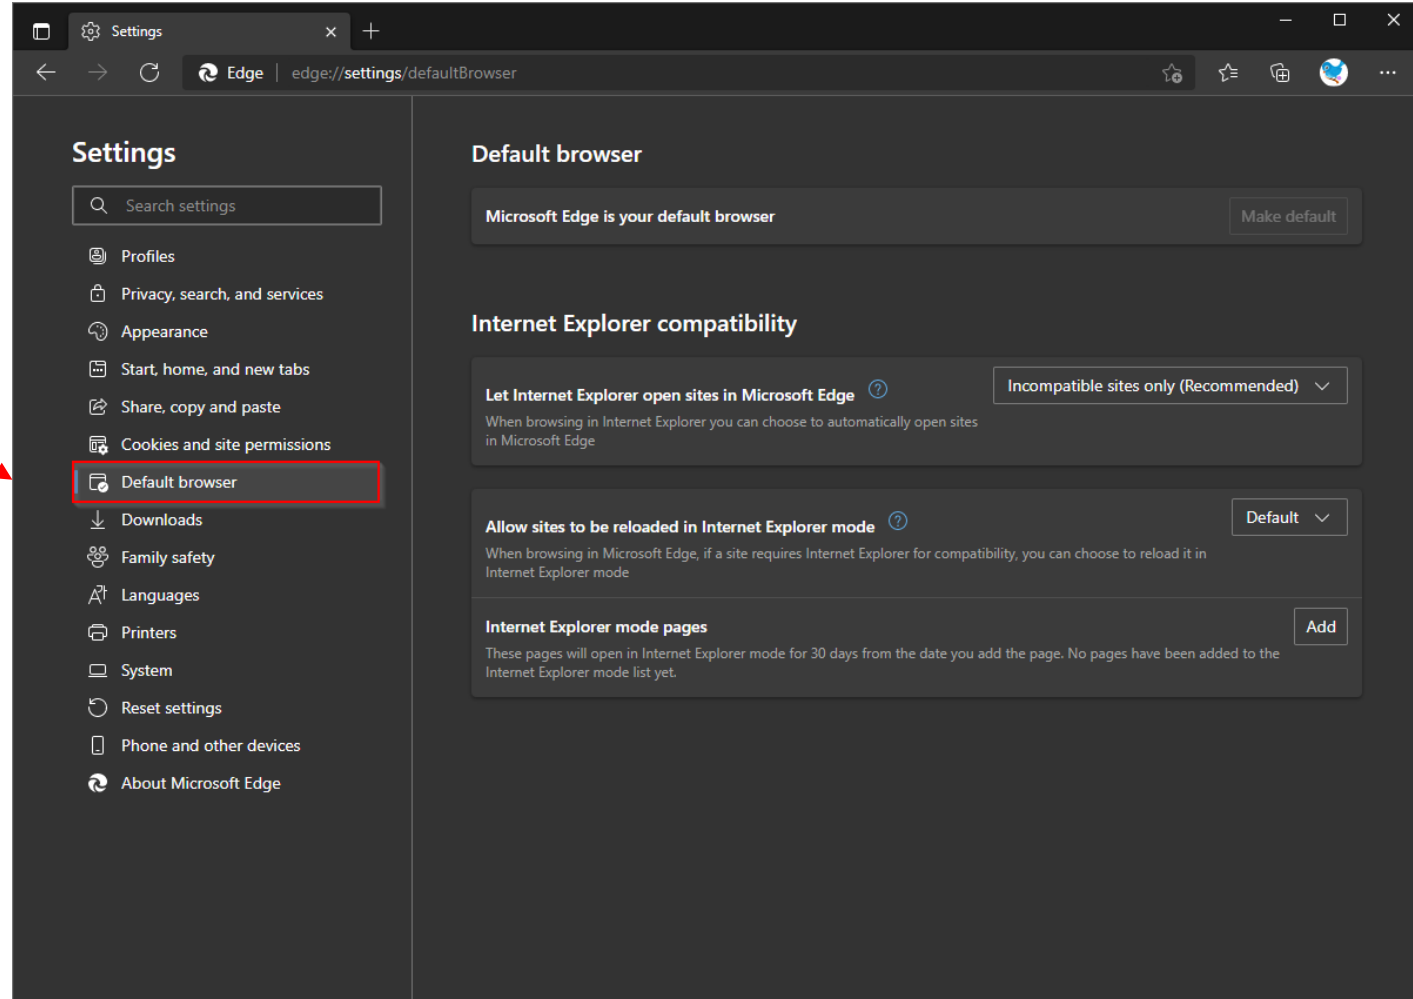 Settings
Edge
edge://settings/defaultBrowser
Settings
Search settings
Profiles
Privacy, search, and services
Appearance
Start, home, and new tabs
Share, copy and paste
Cookies and site permissions
Default browser
Downloads
Family safety
Languages
Printers
System
Reset settings
Phone and other devices
About Microsoft Edge
Default browser
Microsoft Edge is your default browser
Make default
Internet Explorer compatibility
Let Internet Explorer open sites in Microsoft Edge
Incompatible sites only (Recommended)
When browsing in Internet Explorer you can choose to automatically open sites
in Microsoft Edge
Allow sites to be reloaded in Internet Explorer mode
Default
When browsing in Microsoft Edge, if a site requires Internet Explorer for compatibility, you can choose to reload it in
Internet Explorer mode
Internet Explorer mode pages
Add
These pages will open in Internet Explorer mode for 30 days from the date you add the page. No pages have been added to the
Internet Explorer mode list yet.